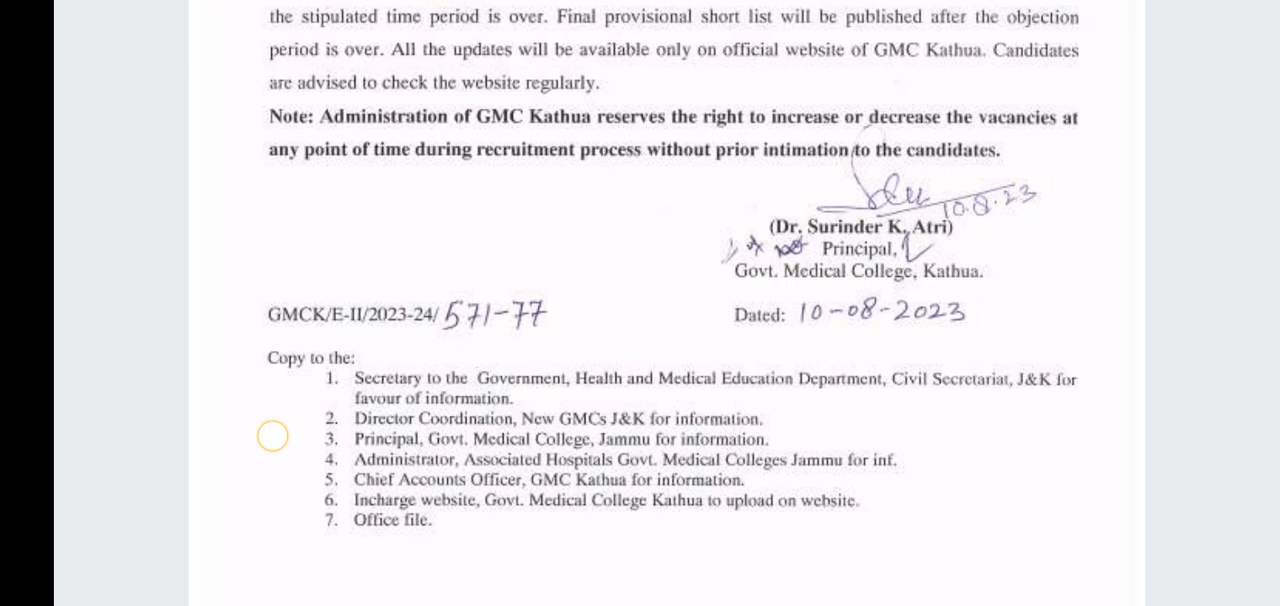 the stipulated time period is over. Final provisional short list will be published after the objection
period is over. All the updates will be available only on official website of GMC Kathua. Candidates
are advised to check the website regularly.
Note: Administration of GMC Kathua reserves the right to increase or decrease the vacancies at
any point of time during recruitment process without prior intimation to the candidates.
10.8.23
(Dr. Surinder K. Atri)
Principal,
Govt. Medical College, Kathua.
GMCK/E-II/2023-24/ 571-77 Dated: 10-08-2023
Copy to the:
1. Secretary to the Government, Health and Medical Education Department, Civil Secretariat, J&K for
favour of information.
2. Director Coordination, New GMCs J&K for information.
3. Principal, Govt. Medical College, Jammu for information.
4. Administrator, Associated Hospitals Govt. Medical Colleges Jammu for inf.
5. Chief Accounts Officer, GMC Kathua for information.
6. Incharge website, Govt. Medical College Kathua to upload on website.
7. Office file.